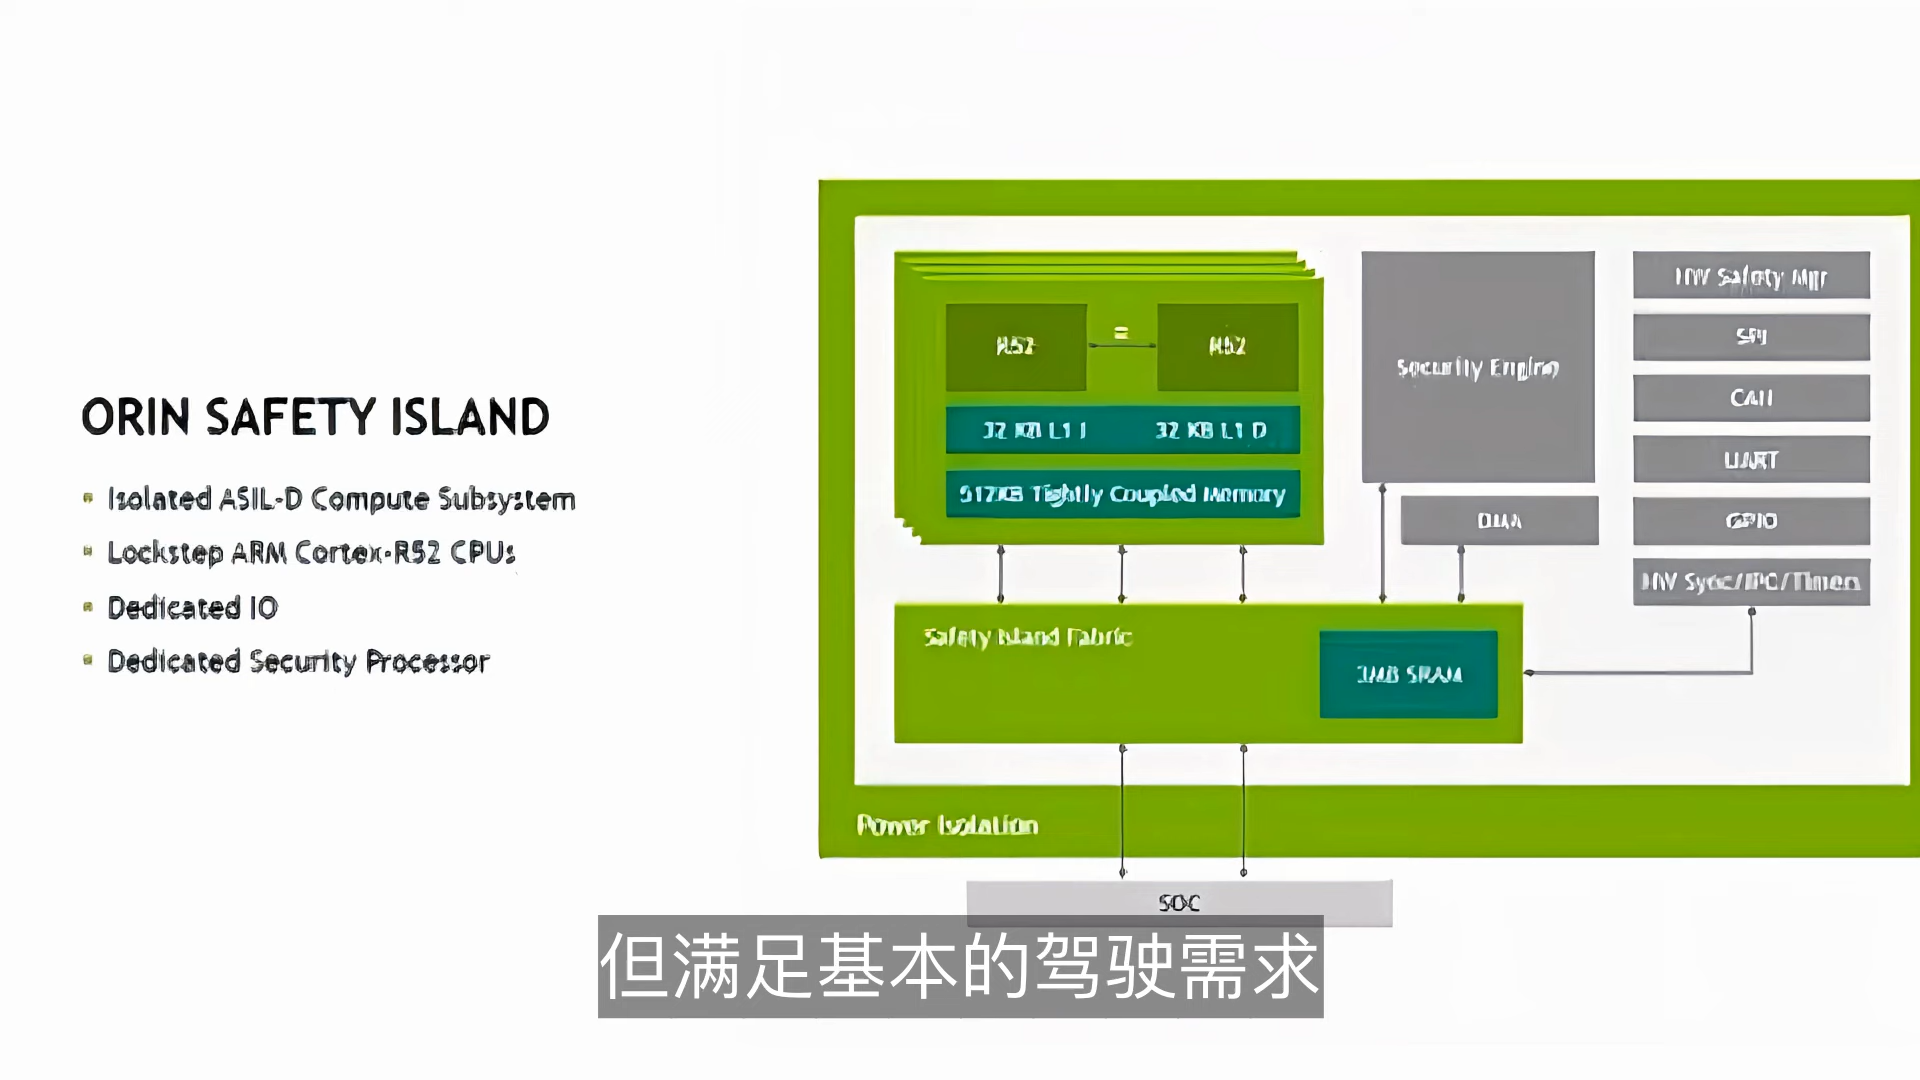 ORIN SAFETY ISLAND
Isolated ASIL-D Compute Subsystem
Lockstep ARM Cortex-R52 CPUs
Dedicated IO
Dedicated Security Processor
R52
=
R52
32 KB L1 I
32 KB L1 D
512KB Tightly Coupled Memory
Security Engine
DMA
HW Safety Mgr
SPI
CAN
UART
GPIO
HW Sync/IPC/Timers
Safety Island Fabric
3MB SRAM
Power Isolation
SOC
但满足基本的驾驶需求